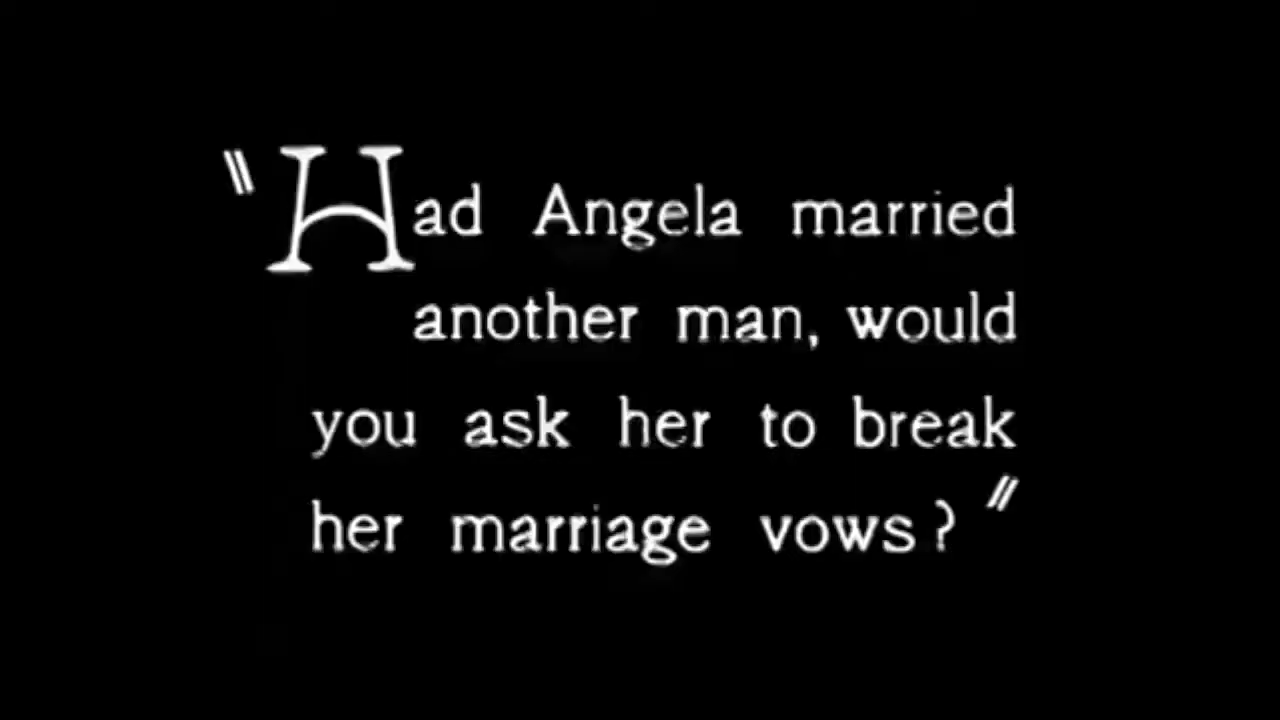 "Had Angela married
another man, would
you ask her to break
her marriage vows?"